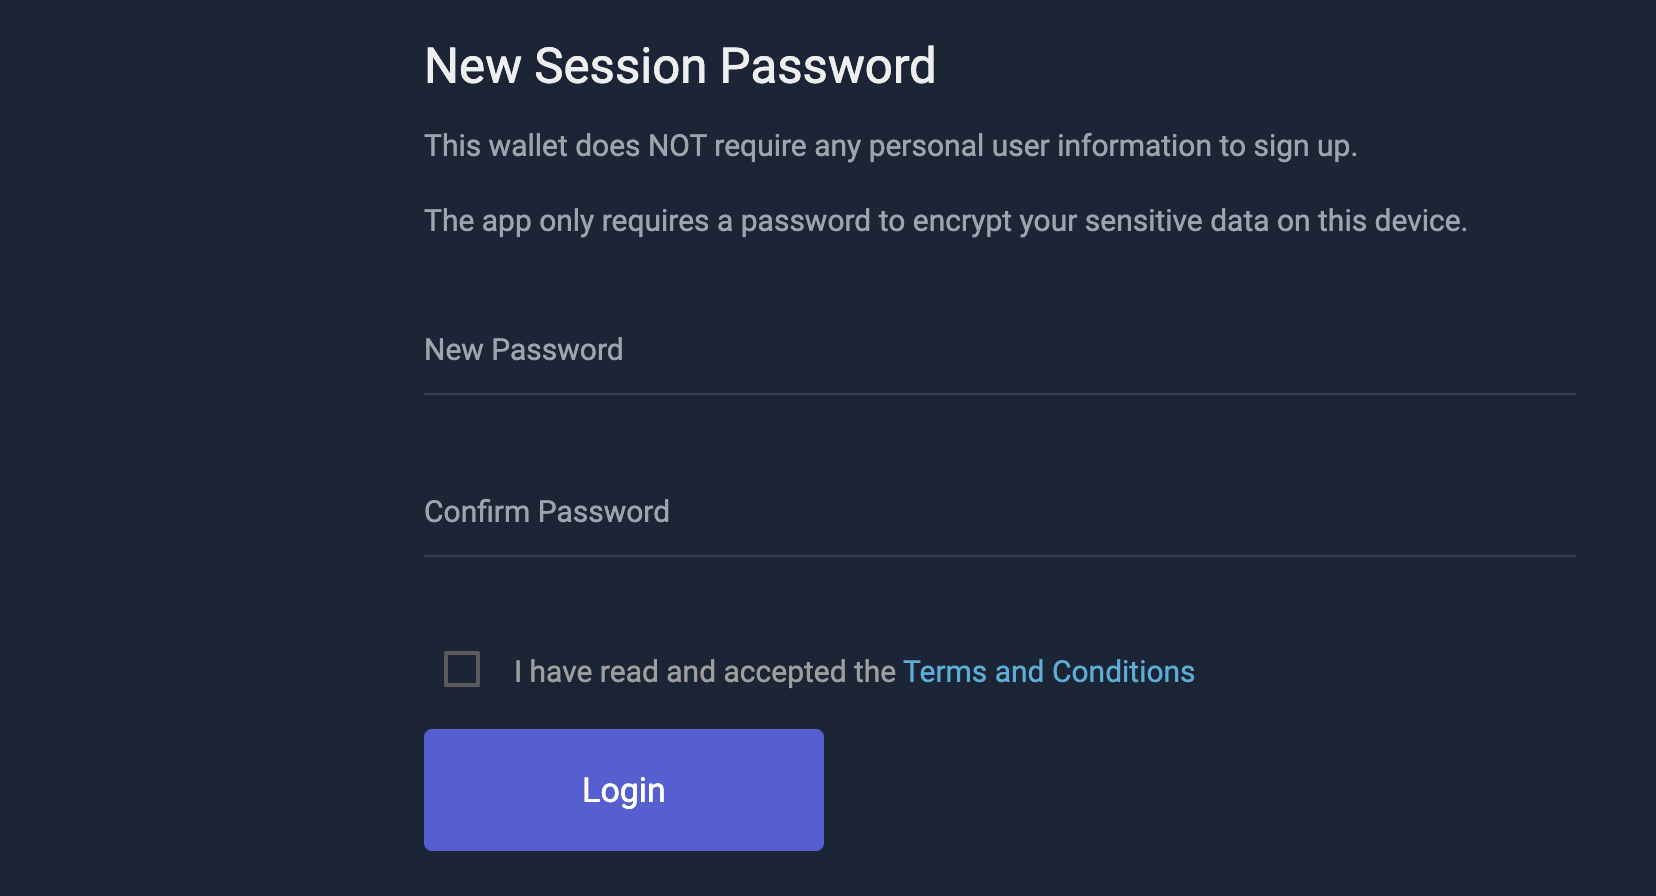 New Session Password
This wallet does NOT require any personal user information to sign up.
The app only requires a password to encrypt your sensitive data on this device.
New Password
Confirm Password
I have read and accepted the Terms and Conditions
Login